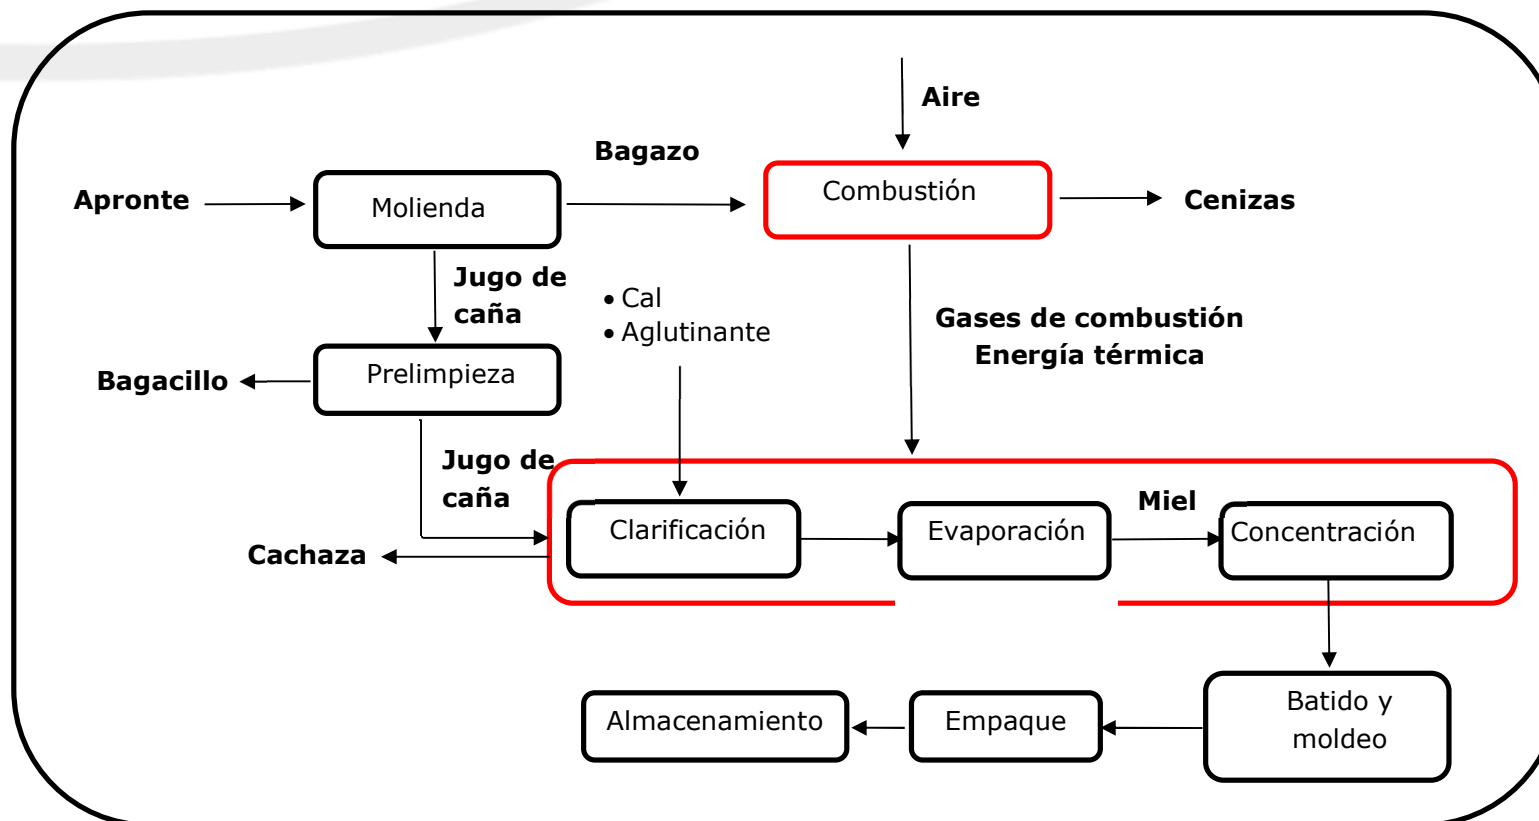 Aire
Bagazo
Apronte
Molienda
Combustión
Cenizas
Jugo de
caña
• Cal
• Aglutinante
Gases de combustión
Energía térmica
Bagacillo
Prelimpieza
Jugo de
caña
Cachaza
Clarificación
Evaporación
Miel
Concentración
Almacenamiento
Empaque
Batido y
moldeo